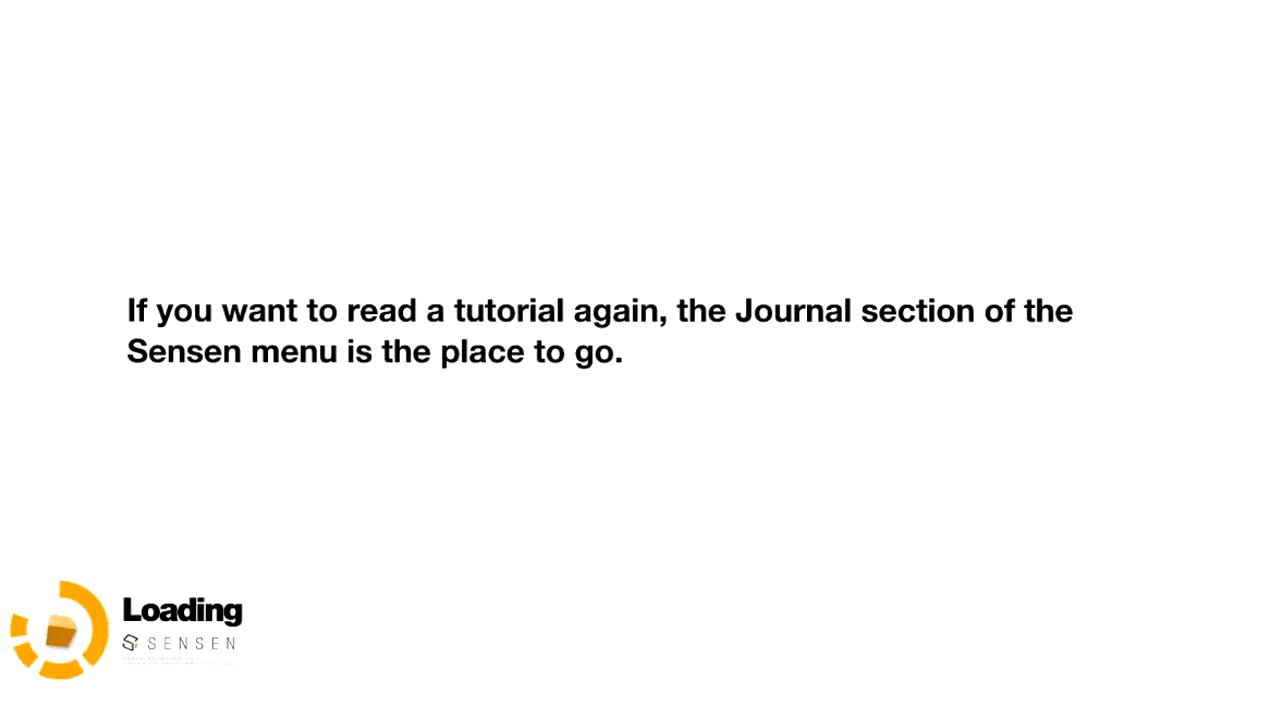 If you want to read a tutorial again, the Journal section of the
Sensen menu is the place to go.
Loading
SENSEN